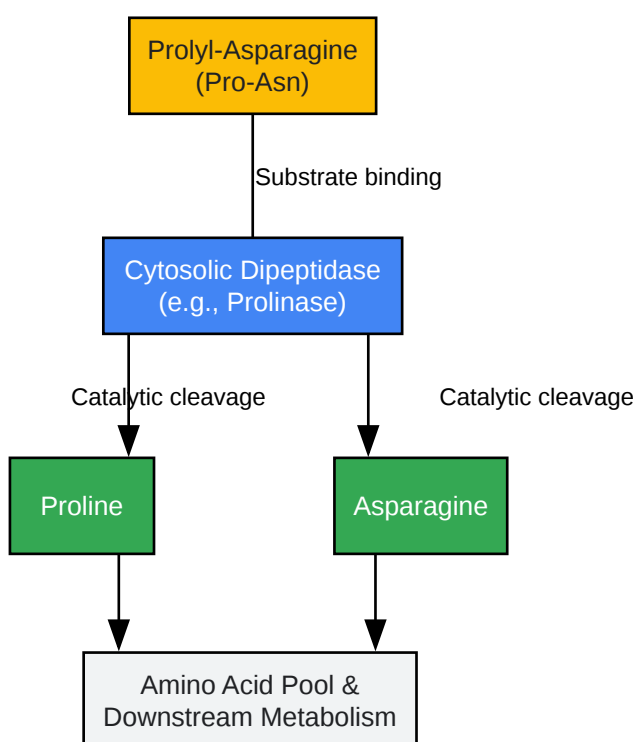 Prolyl-Asparagine
(Pro-Asn)
Substrate binding
Cytosolic Dipeptidase
(e.g., Prolinase)
Catalytic cleavage
Catalytic cleavage
Proline
Asparagine
Amino Acid Pool &
Downstream Metabolism